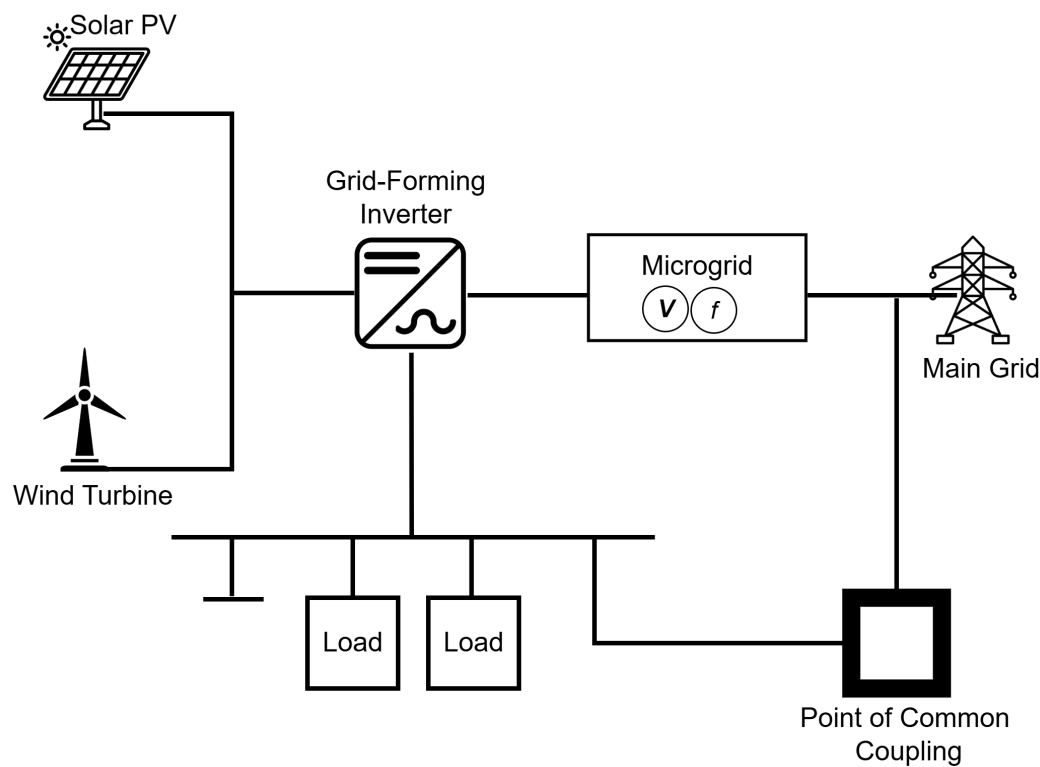 Solar PV
Grid-Forming
Inverter
Microgrid
V f
Main Grid
Wind Turbine
Load Load
Point of Common
Coupling